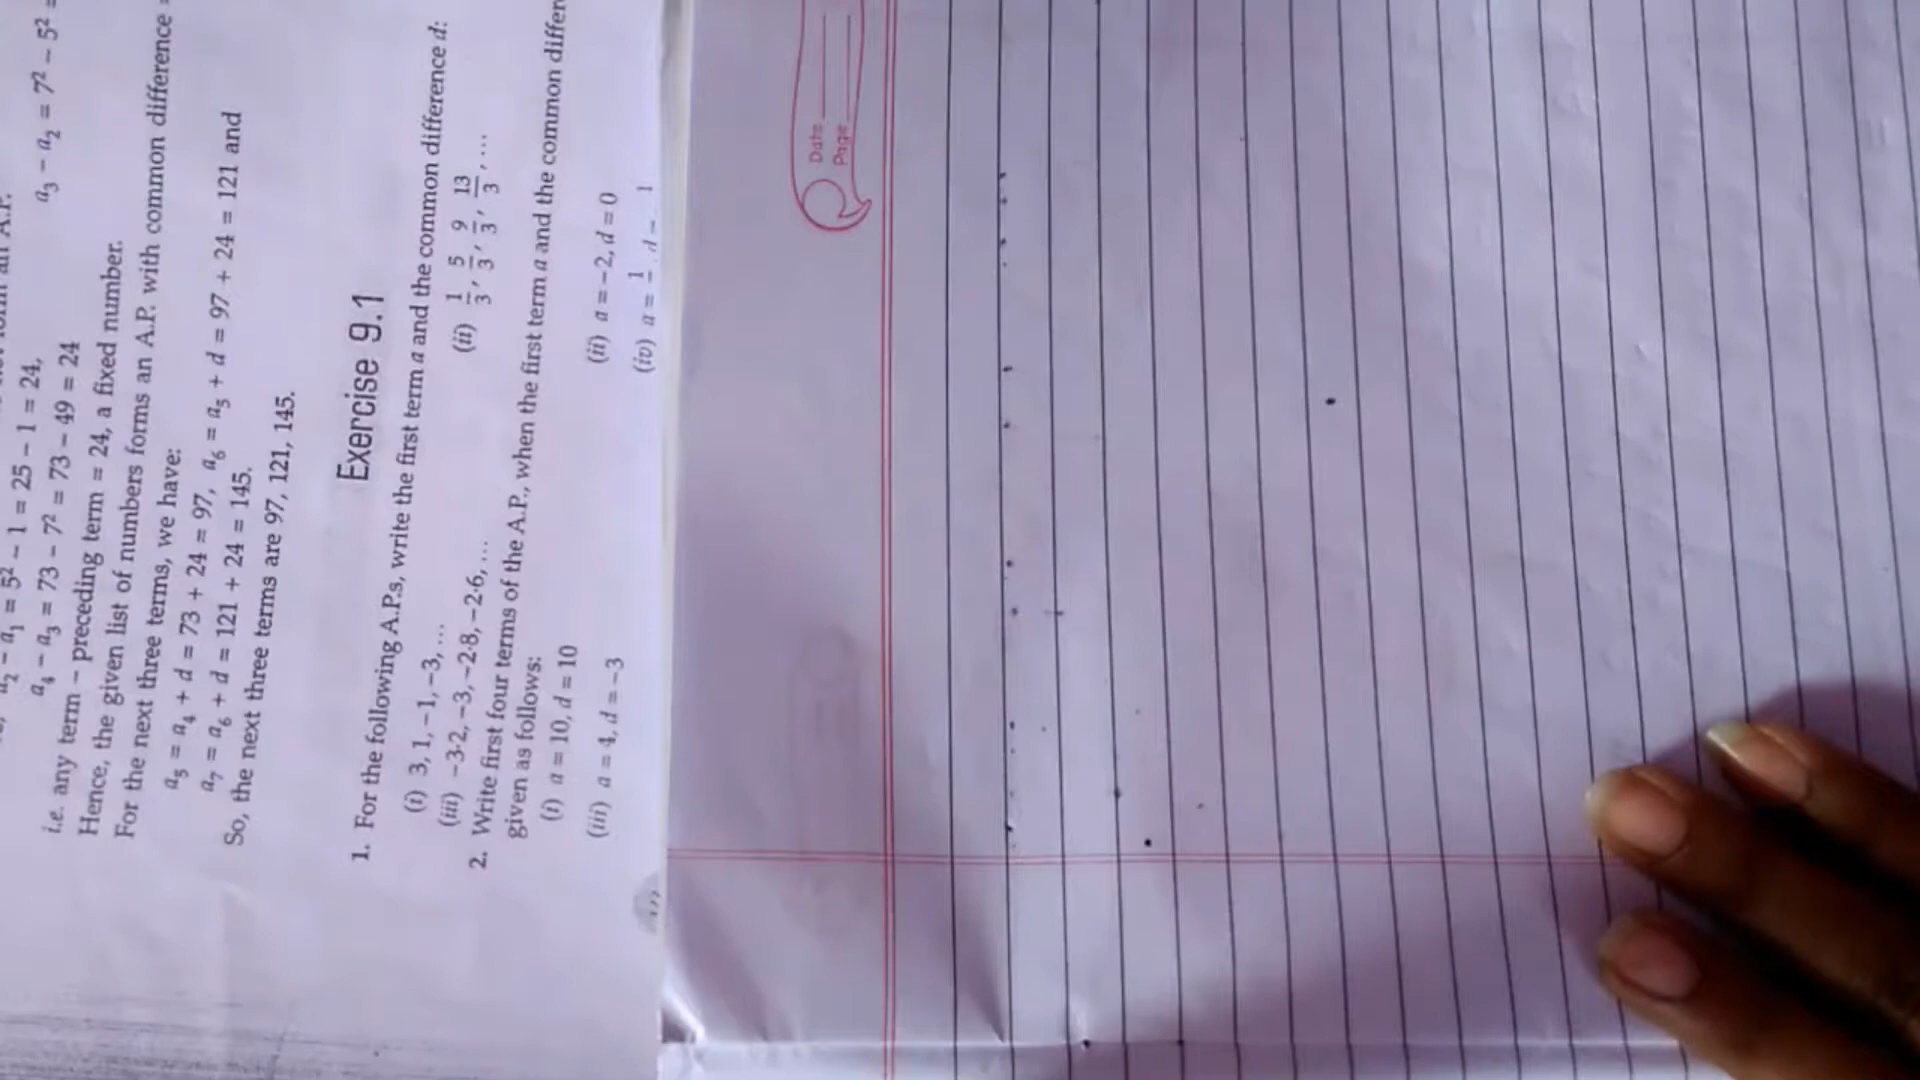 a₃ − a₂ = 7² − 5² =
a₂ − a₁ = 5² − 1 = 25 − 1 = 24,
a₄ − a₃ = 73 − 7² = 73 − 49 = 24
i.e. any term − preceding term = 24, a fixed number.
Hence, the given list of numbers forms an A.P. with common difference =
For the next three terms, we have:
a₅ = a₄ + d = 73 + 24 = 97, a₆ = a₅ + d = 97 + 24 = 121 and
a₇ = a₆ + d = 121 + 24 = 145.
So, the next three terms are 97, 121, 145.
Exercise 9.1
1. For the following A.P.s, write the first term a and the common difference d:
(i) 3, 1, −1, −3, ... (ii) 1/3, 5/3, 9/3, 13/3, ...
(iii) −3·2, −3, −2·8, −2·6, ...
2. Write first four terms of the A.P., when the first term a and the common
given as follows:
(i) a = 10, d = 10 (ii) a = −2, d = 0
(iii) a = 4, d = −3 (iv) a =
Date
Page